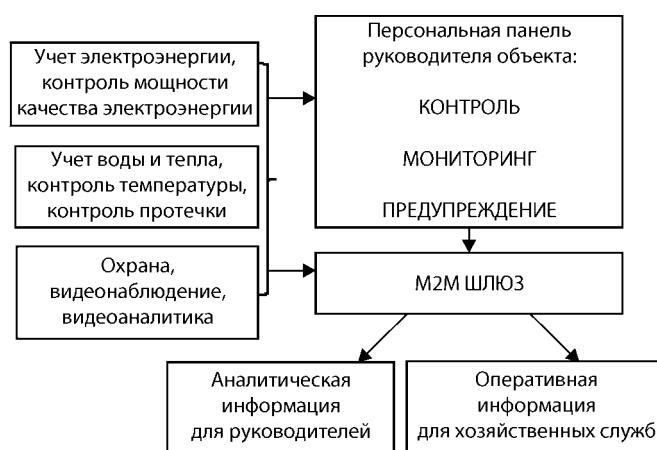 Учет электроэнергии,
контроль мощности
качества электроэнергии
Учет воды и тепла,
контроль температуры,
контроль протечки
Охрана,
видеонаблюдение,
видеоаналитика
Персональная панель
руководителя объекта:
КОНТРОЛЬ
МОНИТОРИНГ
ПРЕДУПРЕЖДЕНИЕ
М2М ШЛЮЗ
Аналитическая
информация
для руководителей
Оперативная
информация
для хозяйственных служб